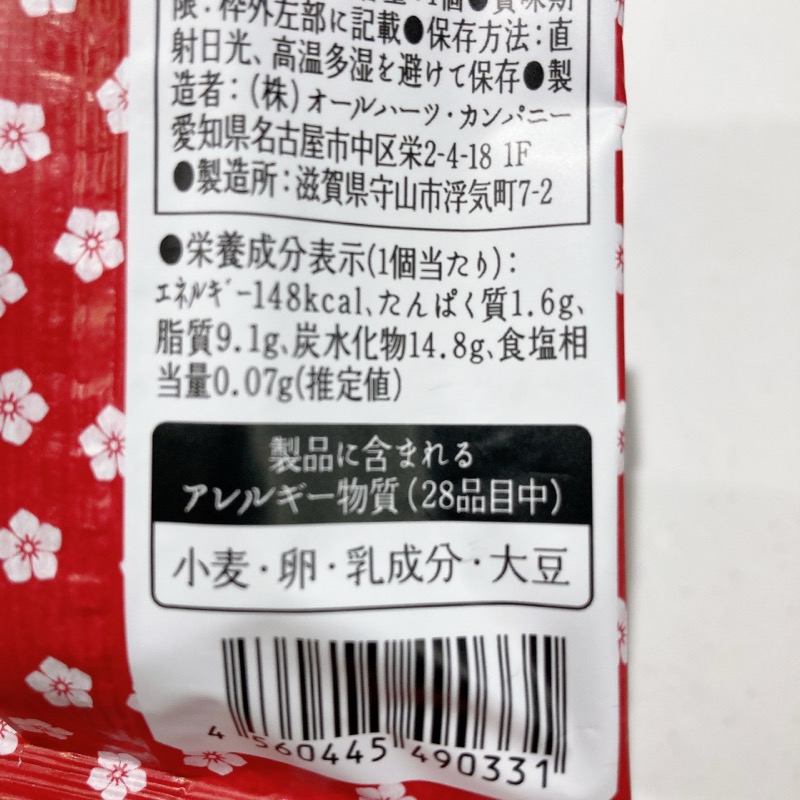 1個●賞味期
限:枠外左部に記載●保存方法:直
射日光、高温多湿を避けて保存●製
造者:(株)オールハーツ・カンパニー
愛知県名古屋市中区栄2-4-18 1F
●製造所:滋賀県守山市浮気町7-2
●栄養成分表示(1個当たり):
エネルギー148kcal、たんぱく質1.6g、
脂質9.1g、炭水化物14.8g、食塩相
当量0.07g(推定値)
製品に含まれる
アレルギー物質(28品目中)
小麦・卵・乳成分・大豆
4 560445 490331